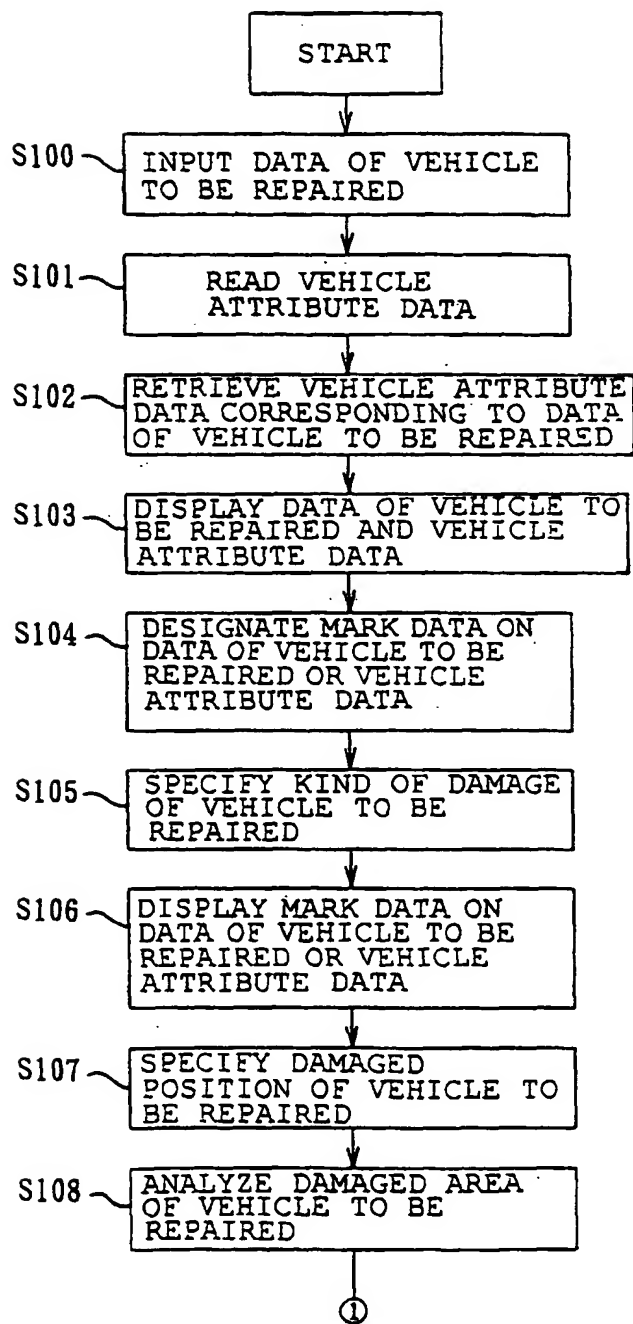 START
S100
INPUT DATA OF VEHICLE
TO BE REPAIRED
S101
READ VEHICLE
ATTRIBUTE DATA
S102
RETRIEVE VEHICLE ATTRIBUTE
DATA CORRESPONDING TO DATA
OF VEHICLE TO BE REPAIRED
S103
DISPLAY DATA OF VEHICLE TO
BE REPAIRED AND VEHICLE
ATTRIBUTE DATA
S104
DESIGNATE MARK DATA ON
DATA OF VEHICLE TO BE
REPAIRED OR VEHICLE
ATTRIBUTE DATA
S105
SPECIFY KIND OF DAMAGE
OF VEHICLE TO BE
REPAIRED
S106
DISPLAY MARK DATA ON
DATA OF VEHICLE TO BE
REPAIRED OR VEHICLE
ATTRIBUTE DATA
S107
SPECIFY DAMAGED
POSITION OF VEHICLE TO
BE REPAIRED
S108
ANALYZE DAMAGED AREA
OF VEHICLE TO BE
REPAIRED
①